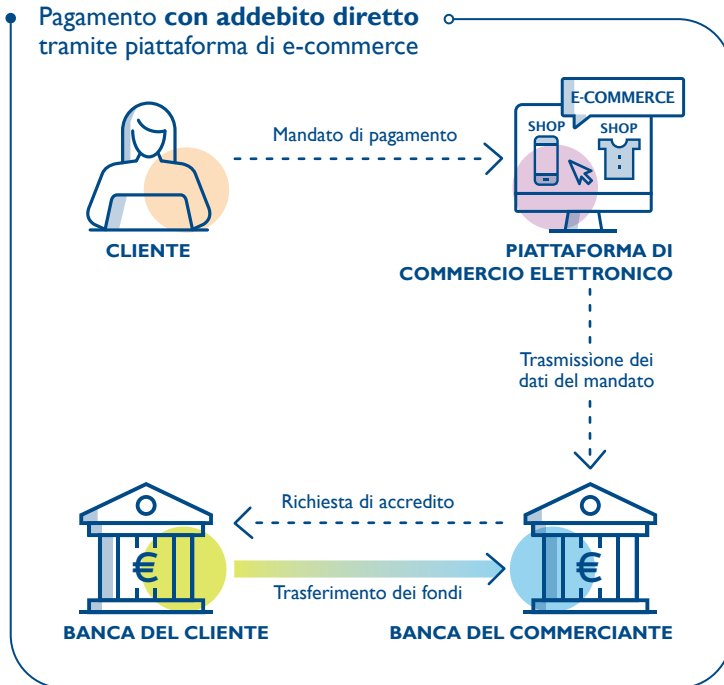 Pagamento con addebito diretto
tramite piattaforma di e-commerce
E-COMMERCE
SHOP
SHOP
Mandato di pagamento
CLIENTE
PIATTAFORMA DI
COMMERCIO ELETTRONICO
Trasmissione dei
dati del mandato
Richiesta di accredito
€
€
Trasferimento dei fondi
BANCA DEL CLIENTE
BANCA DEL COMMERCIANTE